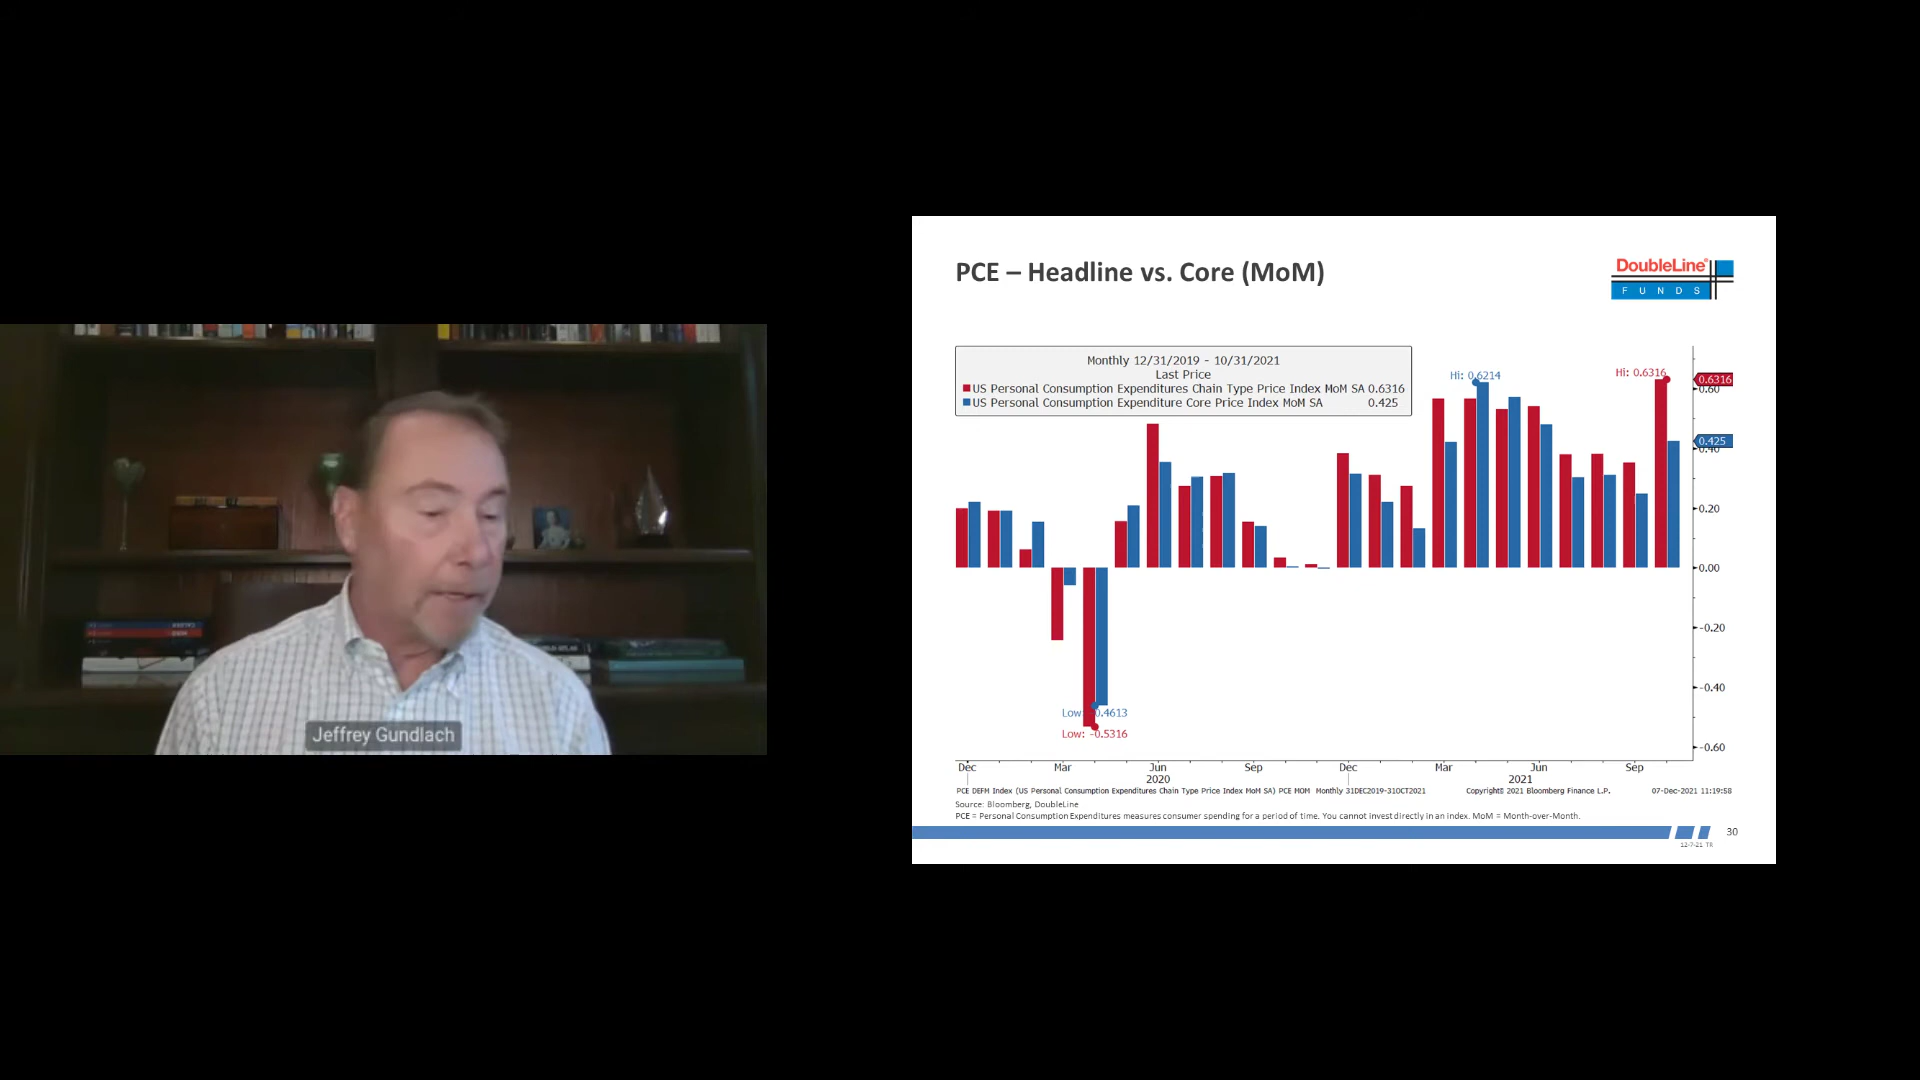 Jeffrey Gundlach
PCE – Headline vs. Core (MoM)
DoubleLine®
FUNDS
Monthly 12/31/2019 - 10/31/2021
Last Price
US Personal Consumption Expenditures Chain Type Price Index MoM SA 0.6316
US Personal Consumption Expenditure Core Price Index MoM SA 0.425
Hi: 0.6214
Hi: 0.6316
0.6316
0.60
0.425
0.40
0.20
0.00
-0.20
-0.40
-0.60
Low: -0.4613
Low: -0.5316
Dec Mar Jun Sep Dec Mar Jun Sep
2020 2021
PCE DEFM Index (US Personal Consumption Expenditures Chain Type Price Index MoM SA) PCE MOM Monthly 31DEC2019-31OCT2021 Copyright© 2021 Bloomberg Finance L.P. 07-Dec-2021 11:19:58
Source: Bloomberg, DoubleLine
PCE = Personal Consumption Expenditures measures consumer spending for a period of time. You cannot invest directly in an index. MoM = Month-over-Month.
30
12-7-21 TR